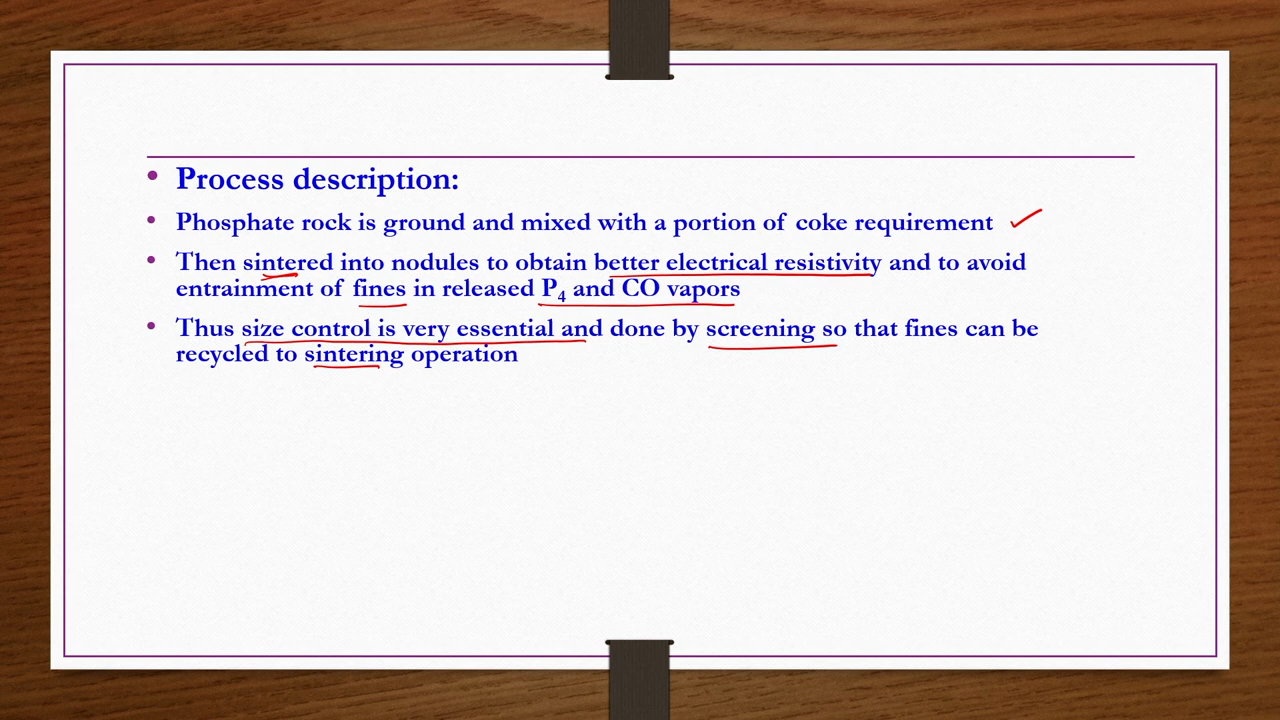 • Process description:
• Phosphate rock is ground and mixed with a portion of coke requirement
• Then sintered into nodules to obtain better electrical resistivity and to avoid
entrainment of fines in released P₄ and CO vapors
• Thus size control is very essential and done by screening so that fines can be
recycled to sintering operation